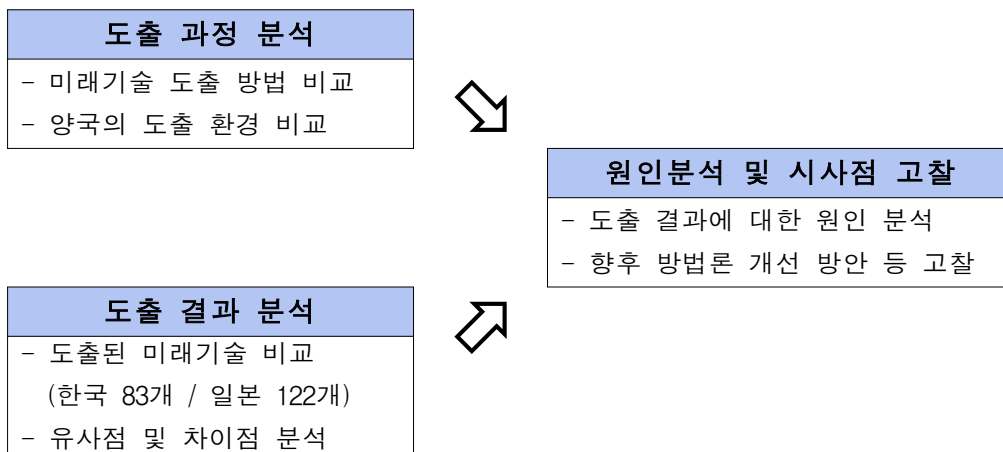 도출 과정 분석
- 미래기술 도출 방법 비교
- 양국의 도출 환경 비교
원인분석 및 시사점 고찰
- 도출 결과에 대한 원인 분석
- 향후 방법론 개선 방안 등 고찰
도출 결과 분석
- 도출된 미래기술 비교
(한국 83개 / 일본 122개)
- 유사점 및 차이점 분석